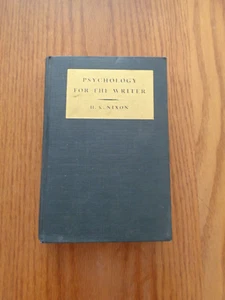 PSYCHOLOGY
FOR THE WRITER
H. K. NIXON